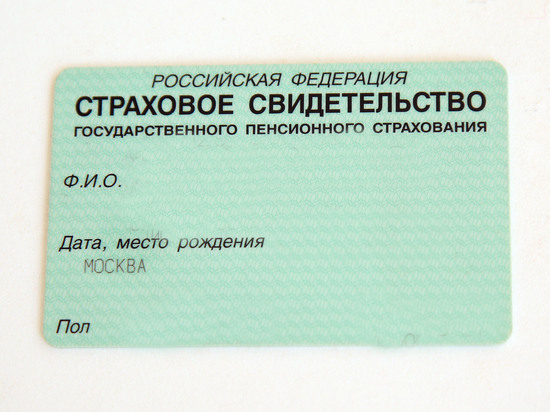 РОССИЙСКАЯ ФЕДЕРАЦИЯ
СТРАХОВОЕ СВИДЕТЕЛЬСТВО
ГОСУДАРСТВЕННОГО ПЕНСИОННОГО СТРАХОВАНИЯ
Ф.И.О.
Дата, место рождения
МОСКВА
Пол